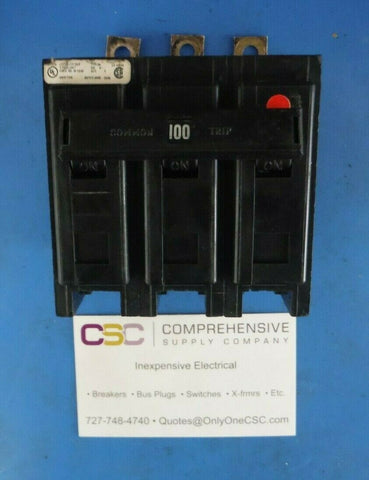 COMMON 100 TRIP
ON ON ON
CSC COMPREHENSIVE
SUPPLY COMPANY
Inexpensive Electrical
• Breakers • Bus Plugs • Switches • X-frmrs • Etc.
727-748-4740 • Quotes@OnlyOneCSC.com